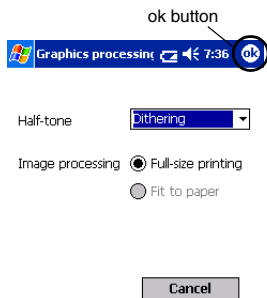 ok button
Graphics processing 7:36 ok
Half-tone Dithering
Image processing Full-size printing
Fit to paper
Cancel